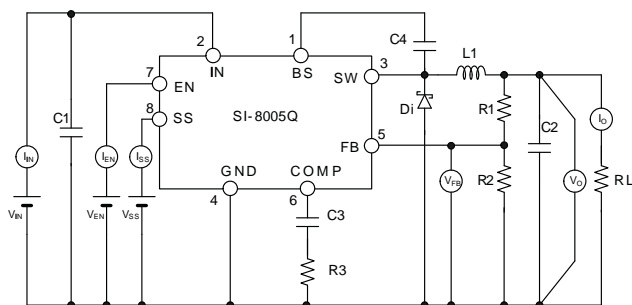 2
1
C4
L1
IN
BS
3
SW
7
EN
C1
8
SS
SI-8005Q
Di
R1
IO
5
FB
C2
IIN
IEN
ISS
GND
COMP
VFB
R2
VO
RL
VIN
VEN
VSS
4
6
C3
R3